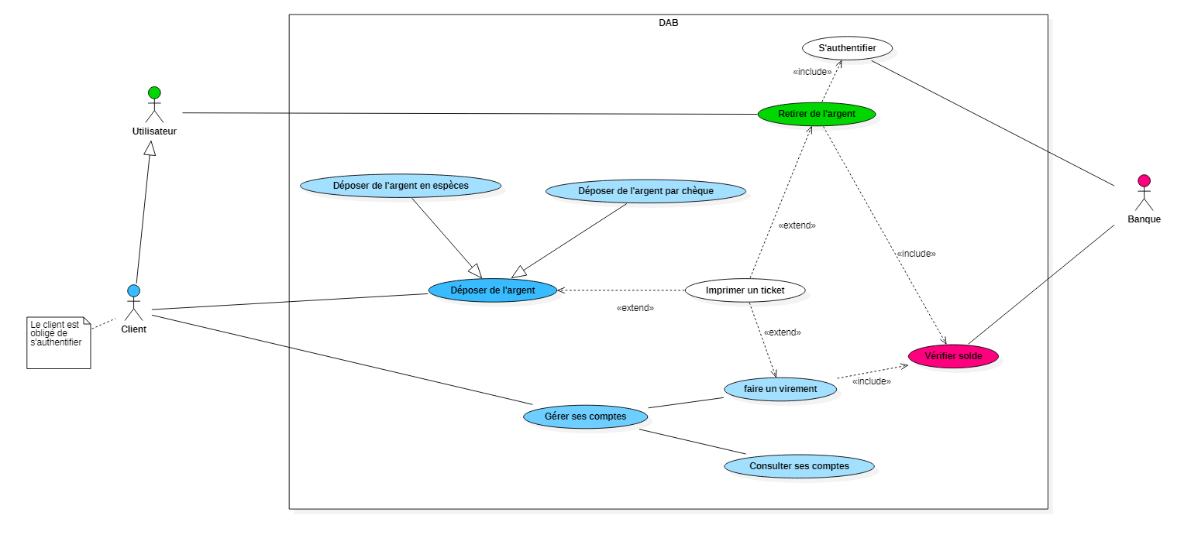 DAB
S'authentifier
«include»
Retirer de l'argent
Utilisateur
Déposer de l'argent en espèces
Déposer de l'argent par chèque
Banque
«extend»
«include»
Déposer de l'argent
Imprimer un ticket
«extend»
Le client est
obligé de
s'authentifier
Client
«extend»
Vérifier solde
«include»
faire un virement
Gérer ses comptes
Consulter ses comptes